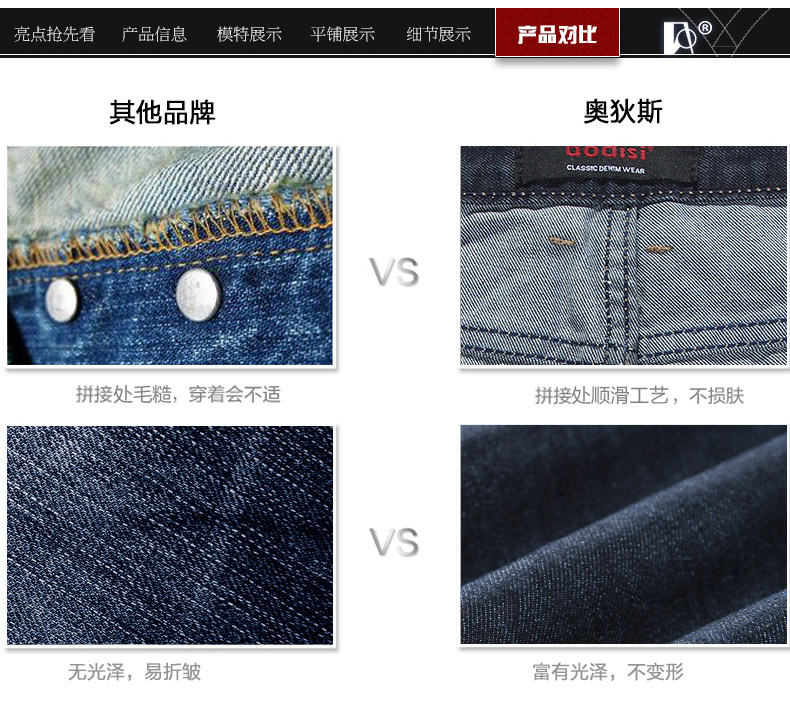 亮点抢先看 产品信息 模特展示 平铺展示 细节展示 产品对比 ®
其他品牌 奥狄斯
aodisi
CLASSIC DENIM WEAR
VS
拼接处毛糙，穿着会不适 拼接处顺滑工艺，不损肤
VS
无光泽，易折皱 富有光泽，不变形